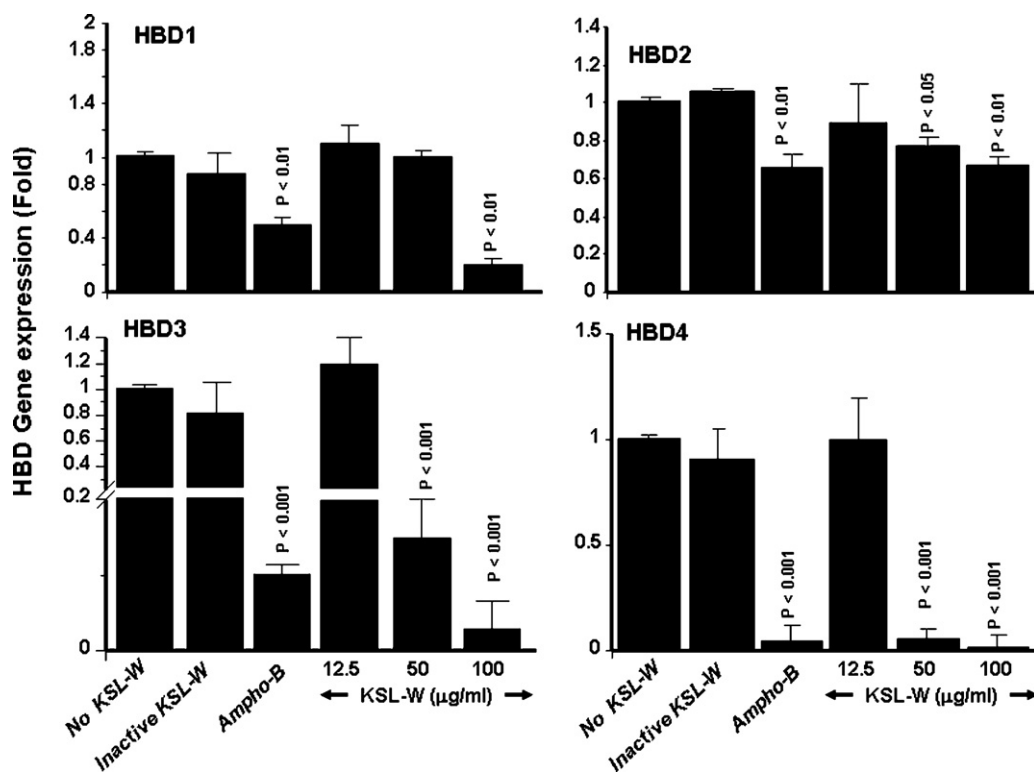 HBD Gene expression (Fold)
HBD1
2
1.8
1.4
1
0.8
0.4
0
P < 0.01
P < 0.01
HBD2
1.4
1.2
1
0.8
0.6
0.4
0.2
0
P < 0.01
P < 0.05
P < 0.01
HBD3
1.4
1.2
1
0.8
0.6
0.4
0.2
0
P < 0.001
P < 0.001
P < 0.001
No KSL-W
Inactive KSL-W
Ampho-B
12.5 50 100
KSL-W (µg/ml)
HBD4
1.5
1
0.5
0
P < 0.001
P < 0.001
P < 0.001
No KSL-W
Inactive KSL-W
Ampho-B
12.5 50 100
KSL-W (µg/ml)